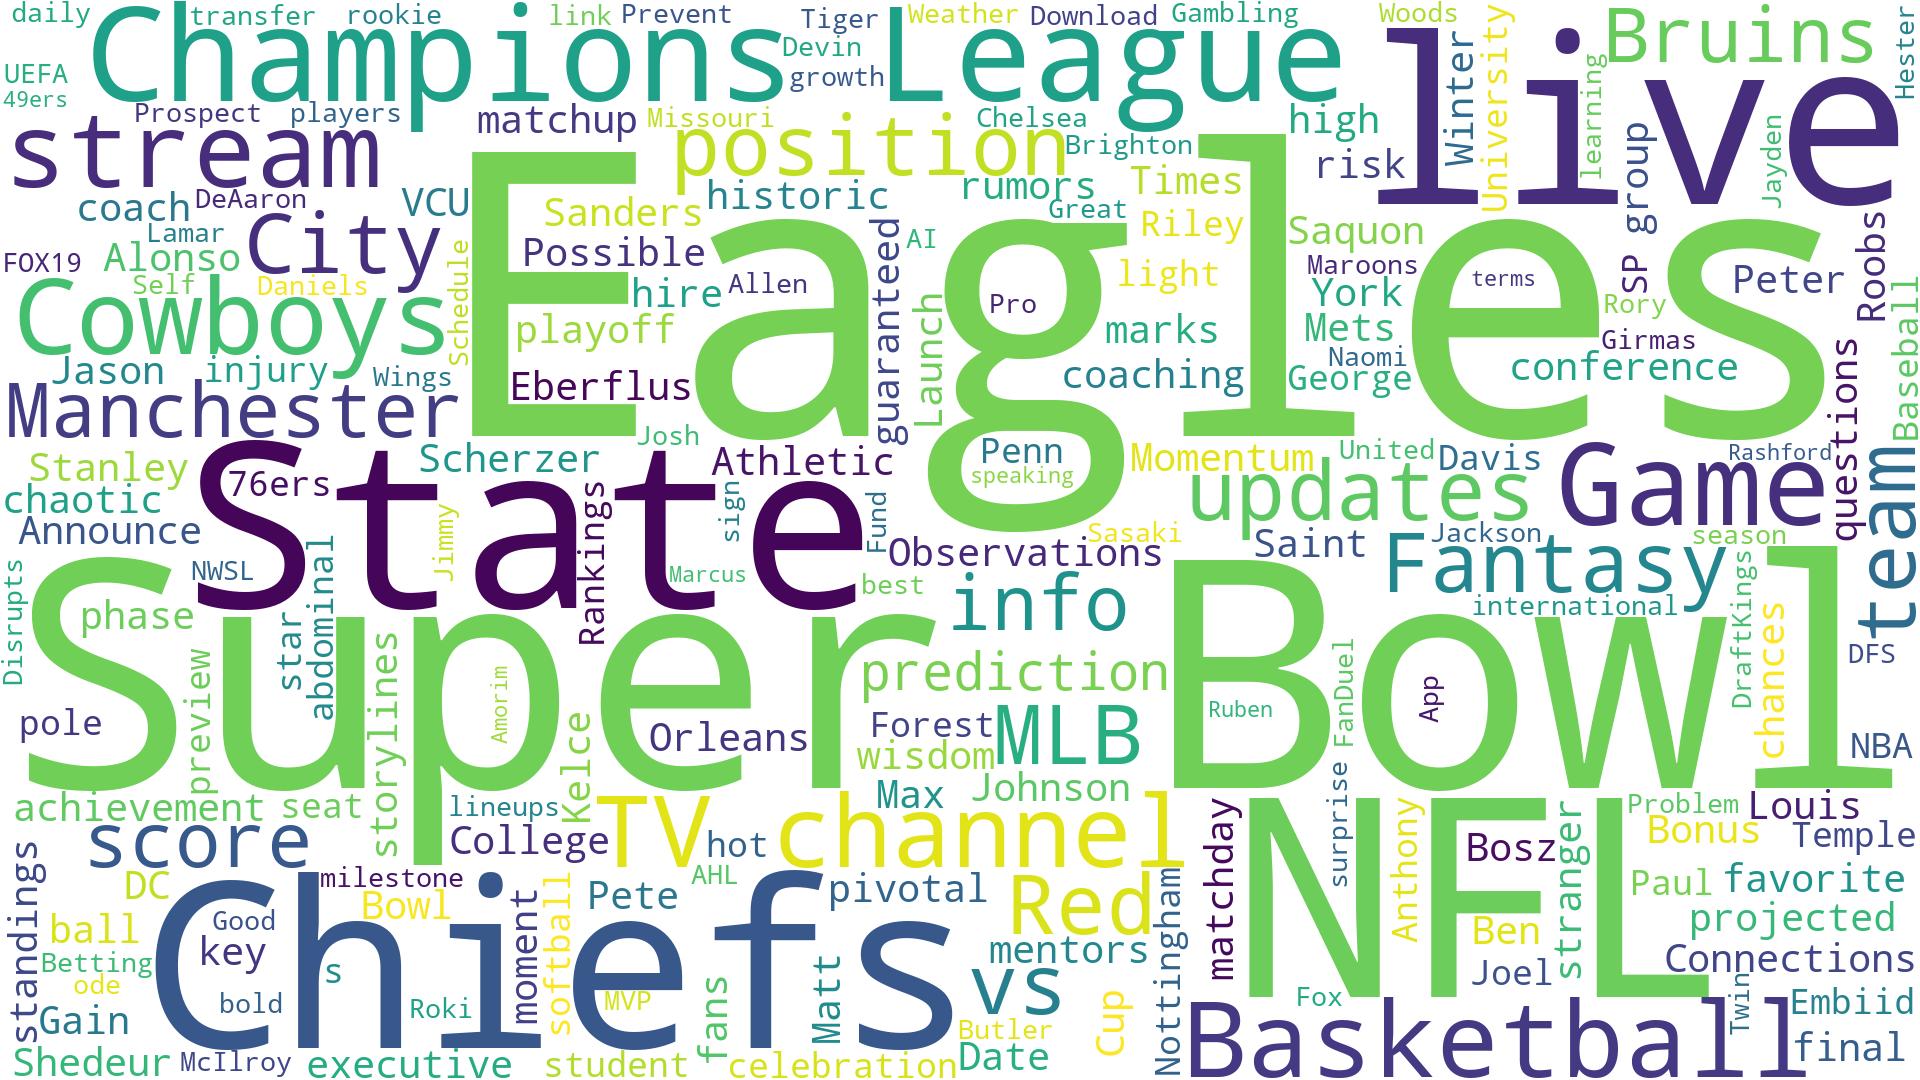 daily
transfer
rookie
link
Prevent
Tiger
Weather
Download
Gambling
Woods
University
Bruins
team
Hester
Champions League
Devin
growth
live
Winter
learning
UEFA
49ers
Prospect
players
stream
matchup
Missouri
position
Chelsea
Brighton
high
risk
group
Jayden
coach
DeAaron
VCU
Lamar
FOX19
Alonso
City
Self
Daniels
Schedule
Sanders
historic
rumors
Great
Times
Riley
Possible
guaranteed
AI
hire
Allen
Launch
Pro
light
Saquon
Maroons
York
Mets
Naomi
George
terms
SP
Rory
Girmas
conference
Peter
Roobs
Baseball
questions
Cowboys
Eagles
playoff
marks
coaching
Eberflus
Jason
injury
Wings
Manchester
Josh
Penn
speaking
Momentum
United
Davis
Rashford
Game
Stanley
chaotic
Announce
76ers
State
Scherzer
Athletic
Jimmy
Rankings
sign
Fund
Marcus
Sasaki
Observations
updates
Saint
Jackson
season
Fantasy
international
NWSL
Disrupts
phase
star
abdominal
best
info
DraftKings
chances
team
DFS
NBA
Super Bowl
pole
preview
storylines
Amorim
Kelce
Orleans
prediction
Forest
wisdom
MLB
Ruben
FanDuel
App
achievement
seat
lineups
College
Max
Johnson
surprise
Problem
Louis
Bonus
Temple
score
TV channel
hot
AHL
milestone
Bowl
Pete
pivotal
Red
matchday
NFL
Anthony
Bosz
Ben
Joel
stranger
Paul
favorite
projected
Connections
standings
DC
ball
Betting
ode
Good
key
s
bold
Chiefs
Roki
moment
softball
MVP
fans
Matt
mentors
vs
Butler
Date
Cup
Nottingham
Fox
Twin
Embiid
final
Gain
Shedeur
McIlroy
executive
student
celebration
Basketball